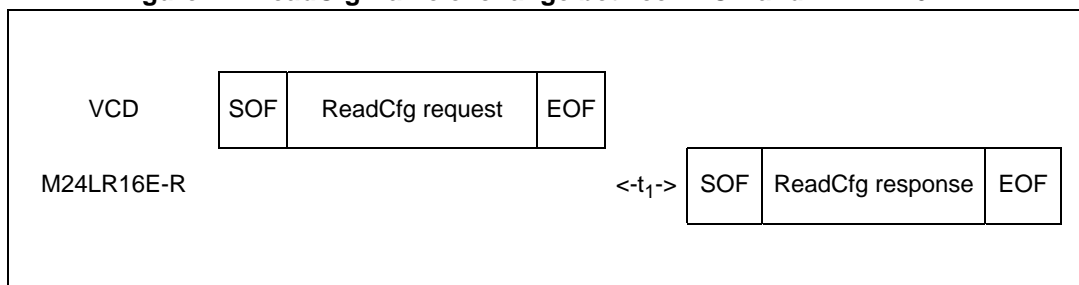 VCD SOF ReadCfg request EOF
M24LR16E-R <-t1-> SOF ReadCfg response EOF